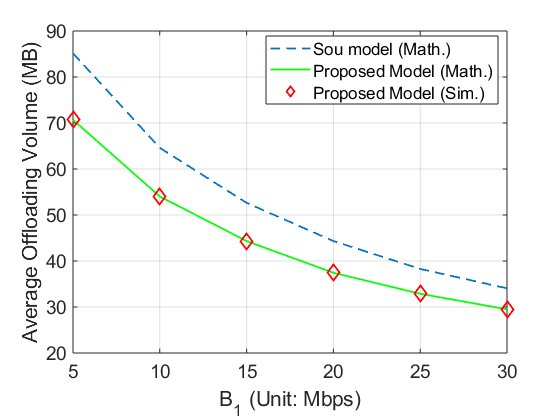 Average Offloading Volume (MB)
90
80
70
60
50
40
30
20
Sou model (Math.)
Proposed Model (Math.)
Proposed Model (Sim.)
5
10
15
20
25
30
B1 (Unit: Mbps)